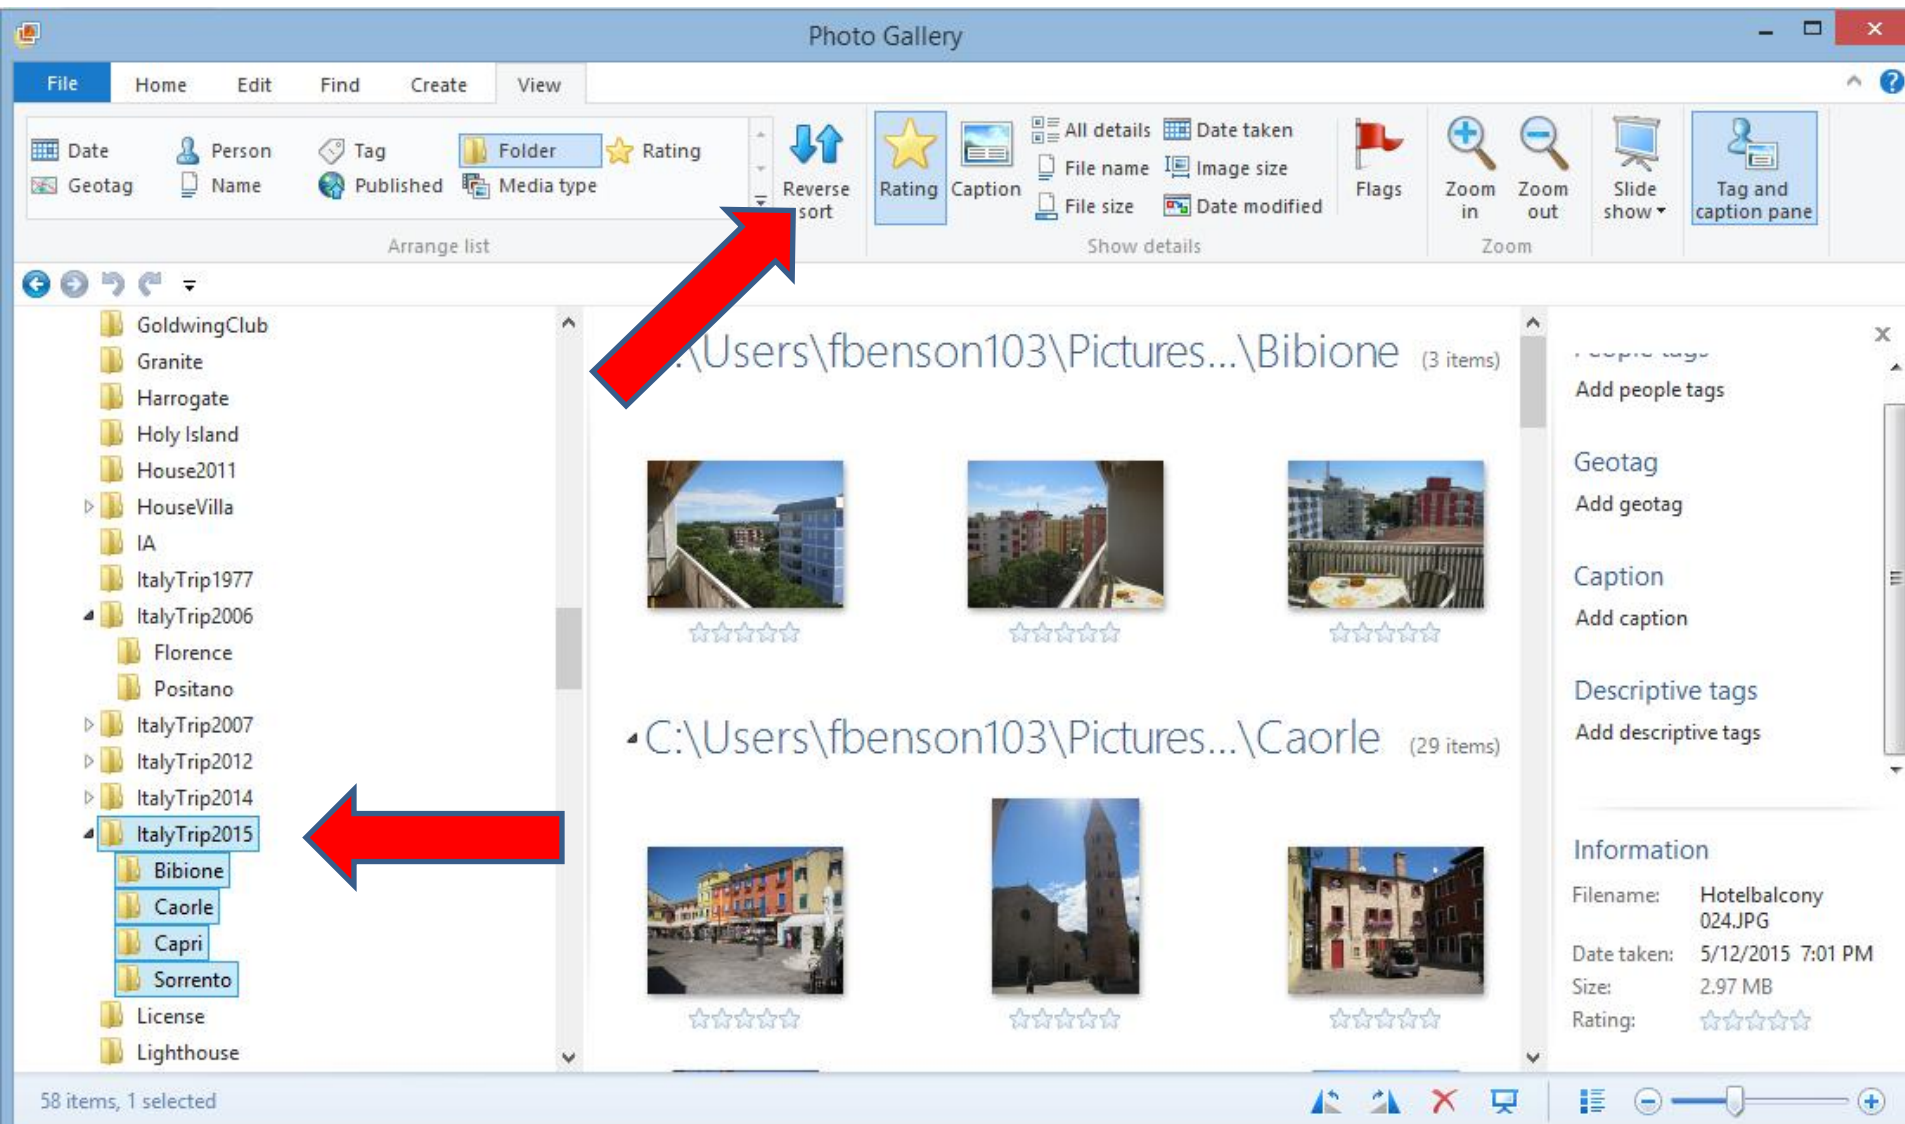 Photo Gallery
File Home Edit Find Create View
Date Person Tag Folder Rating
Geotag Name Published Media type
Arrange list
Reverse sort
Rating Caption
All details Date taken
File name Image size
File size Date modified
Show details
Flags
Zoom in
Zoom out
Zoom
Slide show
Tag and caption pane
GoldwingClub
Granite
Harrogate
Holy Island
House2011
HouseVilla
IA
ItalyTrip1977
ItalyTrip2006
Florence
Positano
ItalyTrip2007
ItalyTrip2012
ItalyTrip2014
ItalyTrip2015
Bibione
Caorle
Capri
Sorrento
License
Lighthouse
:\Users\fbenson103\Pictures...\Bibione (3 items)
C:\Users\fbenson103\Pictures...\Caorle (29 items)
People tags
Add people tags
Geotag
Add geotag
Caption
Add caption
Descriptive tags
Add descriptive tags
Information
Filename: Hotelbalcony
024.JPG
Date taken: 5/12/2015 7:01 PM
Size: 2.97 MB
Rating:
58 items, 1 selected